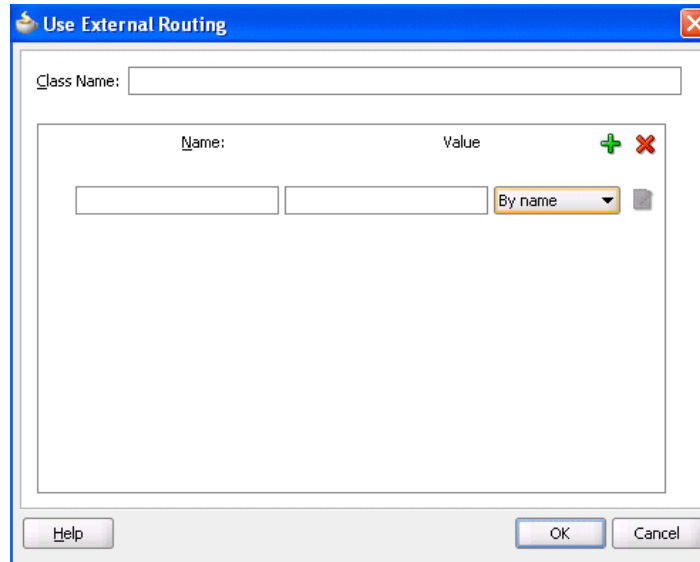 Use External Routing
Class Name:
Name: Value
By name
Help OK Cancel